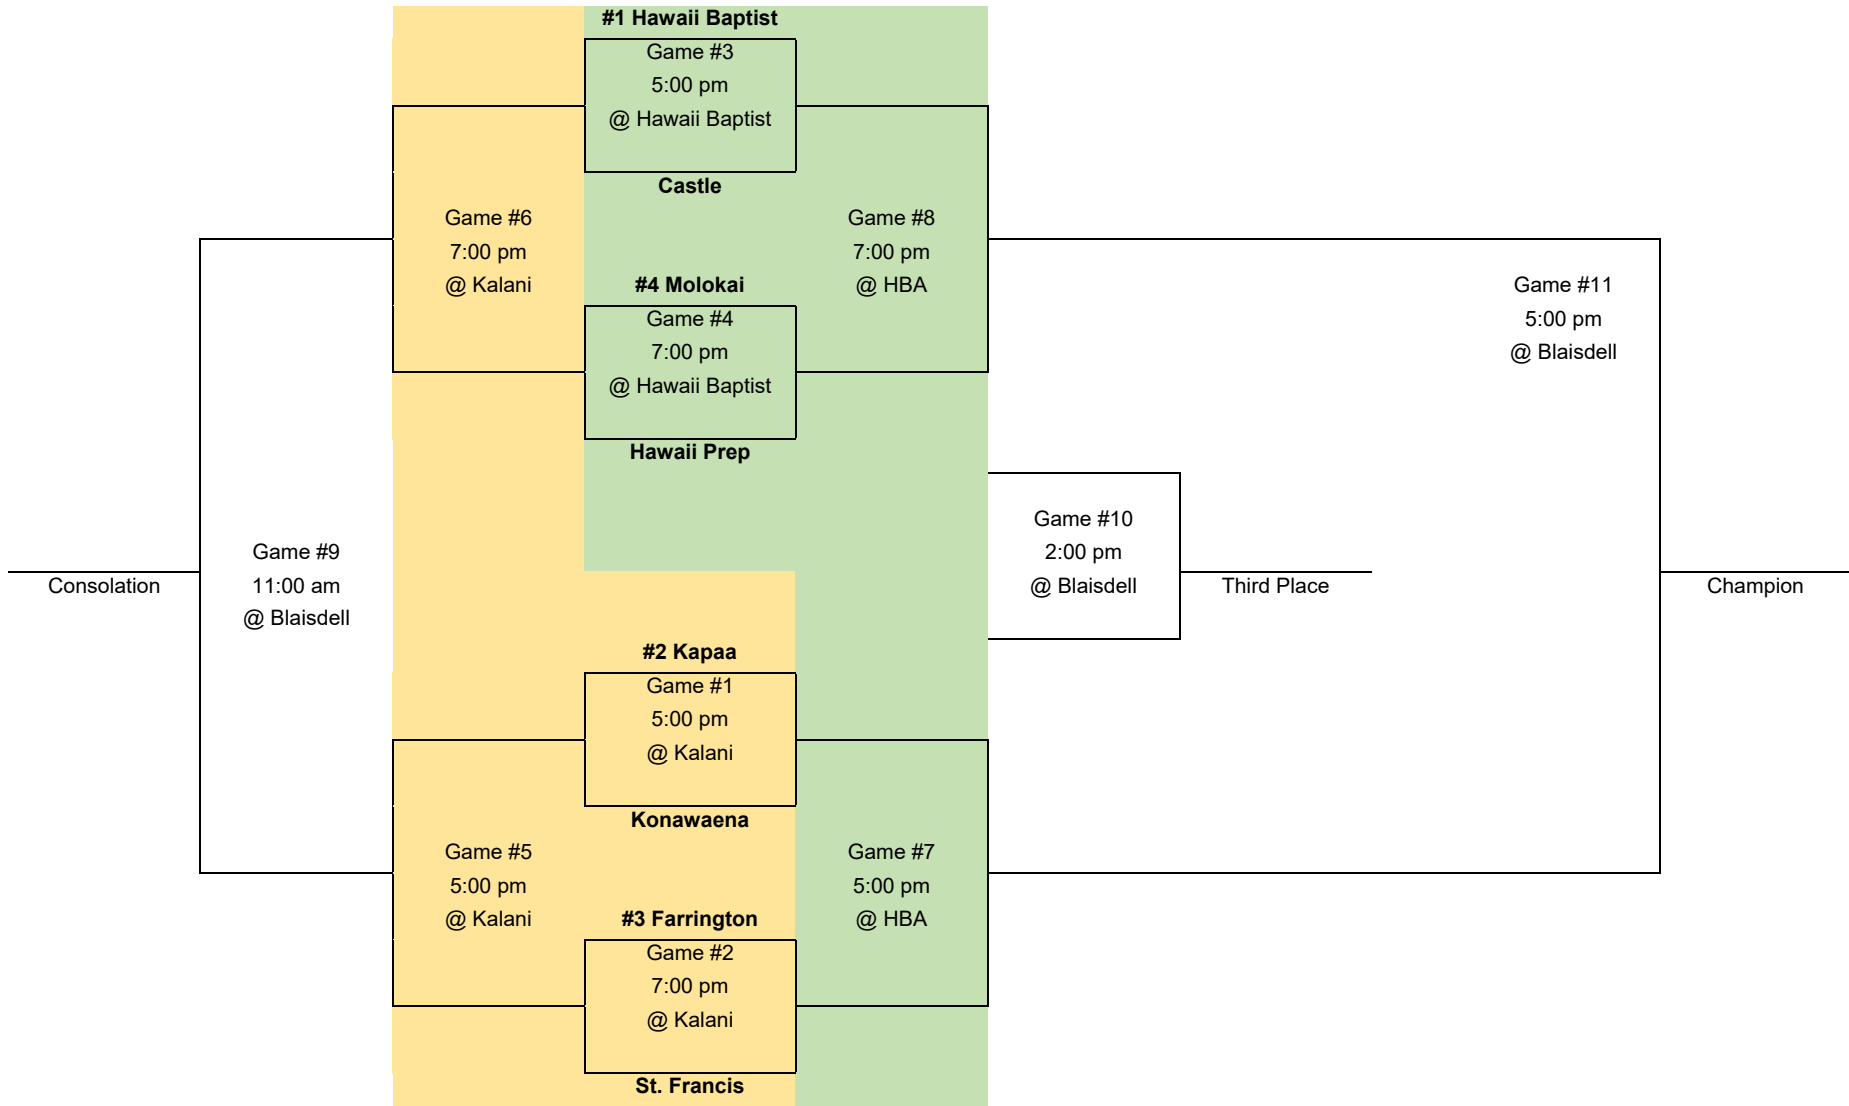 #1 Hawaii Baptist
Game #3
5:00 pm
@ Hawaii Baptist
Castle
Game #6
7:00 pm
@ Kalani
Game #8
7:00 pm
@ HBA
#4 Molokai
Game #4
7:00 pm
@ Hawaii Baptist
Hawaii Prep
Game #11
5:00 pm
@ Blaisdell
Game #9
11:00 am
@ Blaisdell
Consolation
Game #10
2:00 pm
@ Blaisdell
Third Place
Champion
#2 Kapaa
Game #1
5:00 pm
@ Kalani
Konawaena
Game #5
5:00 pm
@ Kalani
Game #7
5:00 pm
@ HBA
#3 Farrington
Game #2
7:00 pm
@ Kalani
St. Francis